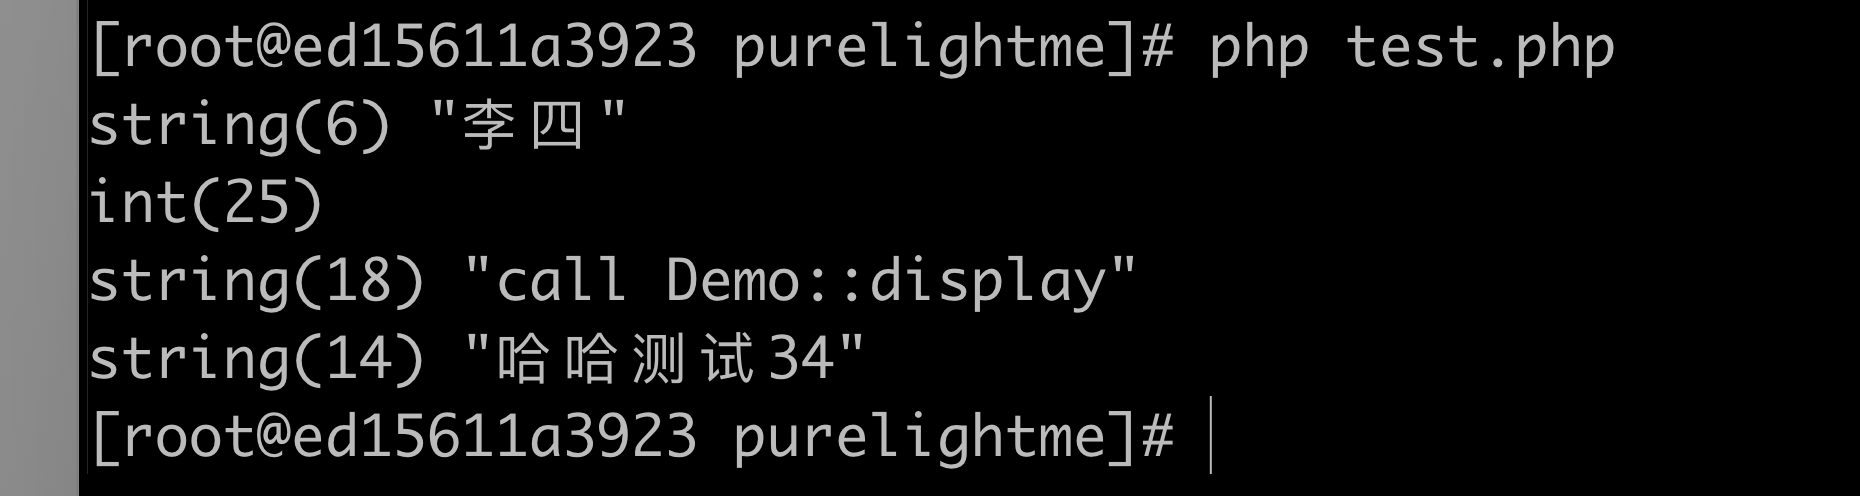 [root@ed15611a3923 purelightme]# php test.php
string(6) "李四"
int(25)
string(18) "call Demo::display"
string(14) "哈哈测试34"
[root@ed15611a3923 purelightme]#